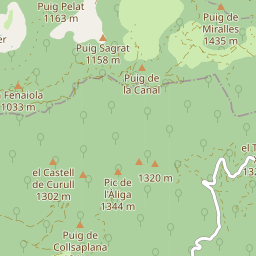 Puig Pelat
1163 m
Puig de
Miralles
1435 m
Puig Sagrat
1158 m
Puig de
la Canal
Fenaiola
1033 m
el Castell
de Curull
1302 m
Pic de
l'Àliga
1344 m
1320 m
el
Puig de
Collsaplana